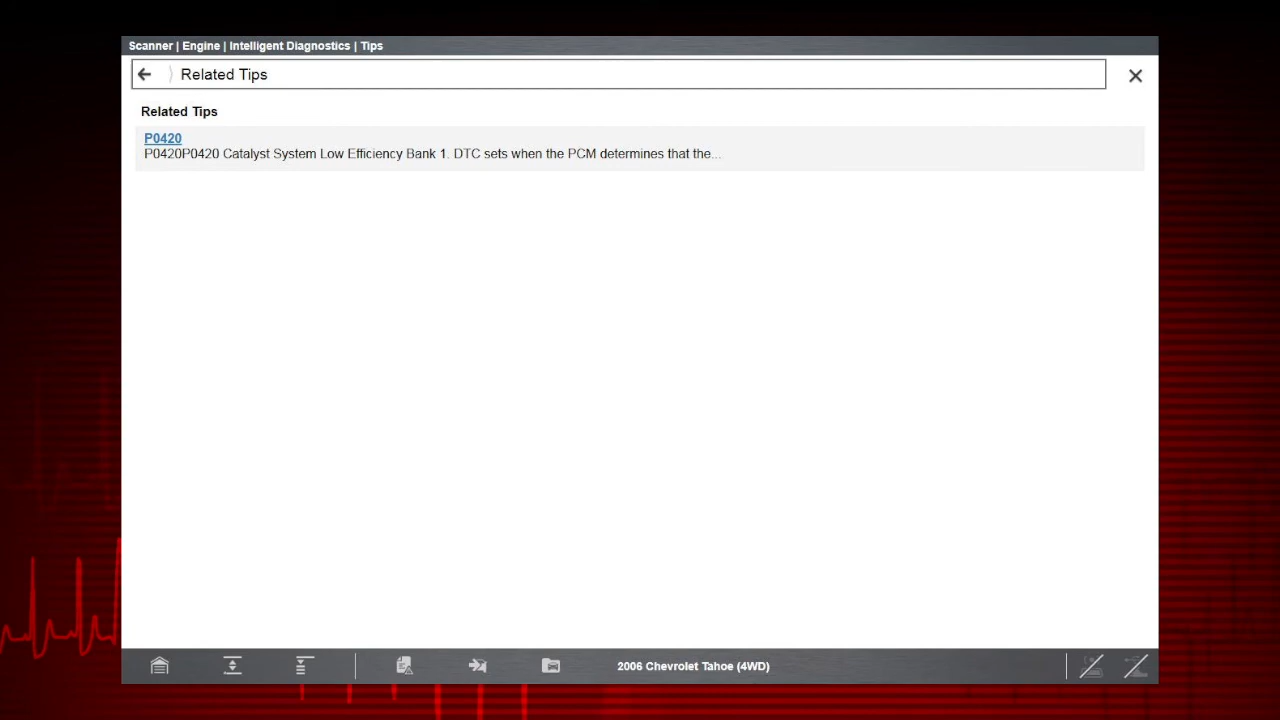 Scanner | Engine | Intelligent Diagnostics | Tips
Related Tips
Related Tips
P0420
P0420P0420 Catalyst System Low Efficiency Bank 1. DTC sets when the PCM determines that the...
2006 Chevrolet Tahoe (4WD)